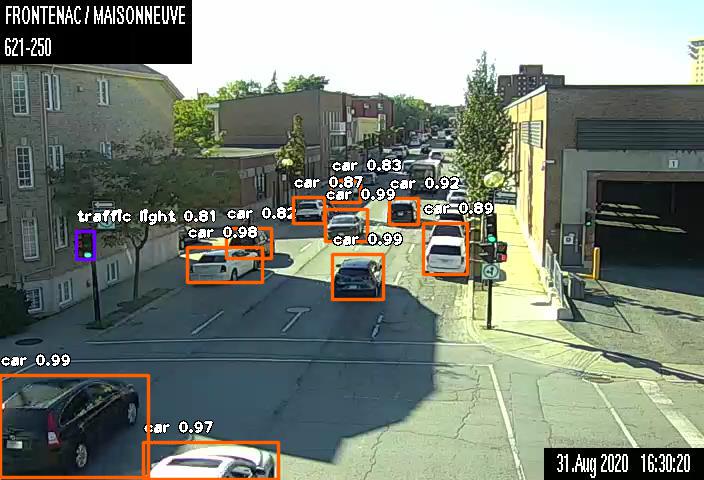 FRONTENAC / MAISONNEUVE
621-250
car 0.83
car 0.87
car 0.92
car 0.99
traffic light 0.81
car 0.82
car 0.89
car 0.98
car 0.99
1
car 0.99
car 0.97
31.Aug 2020 16:30:20